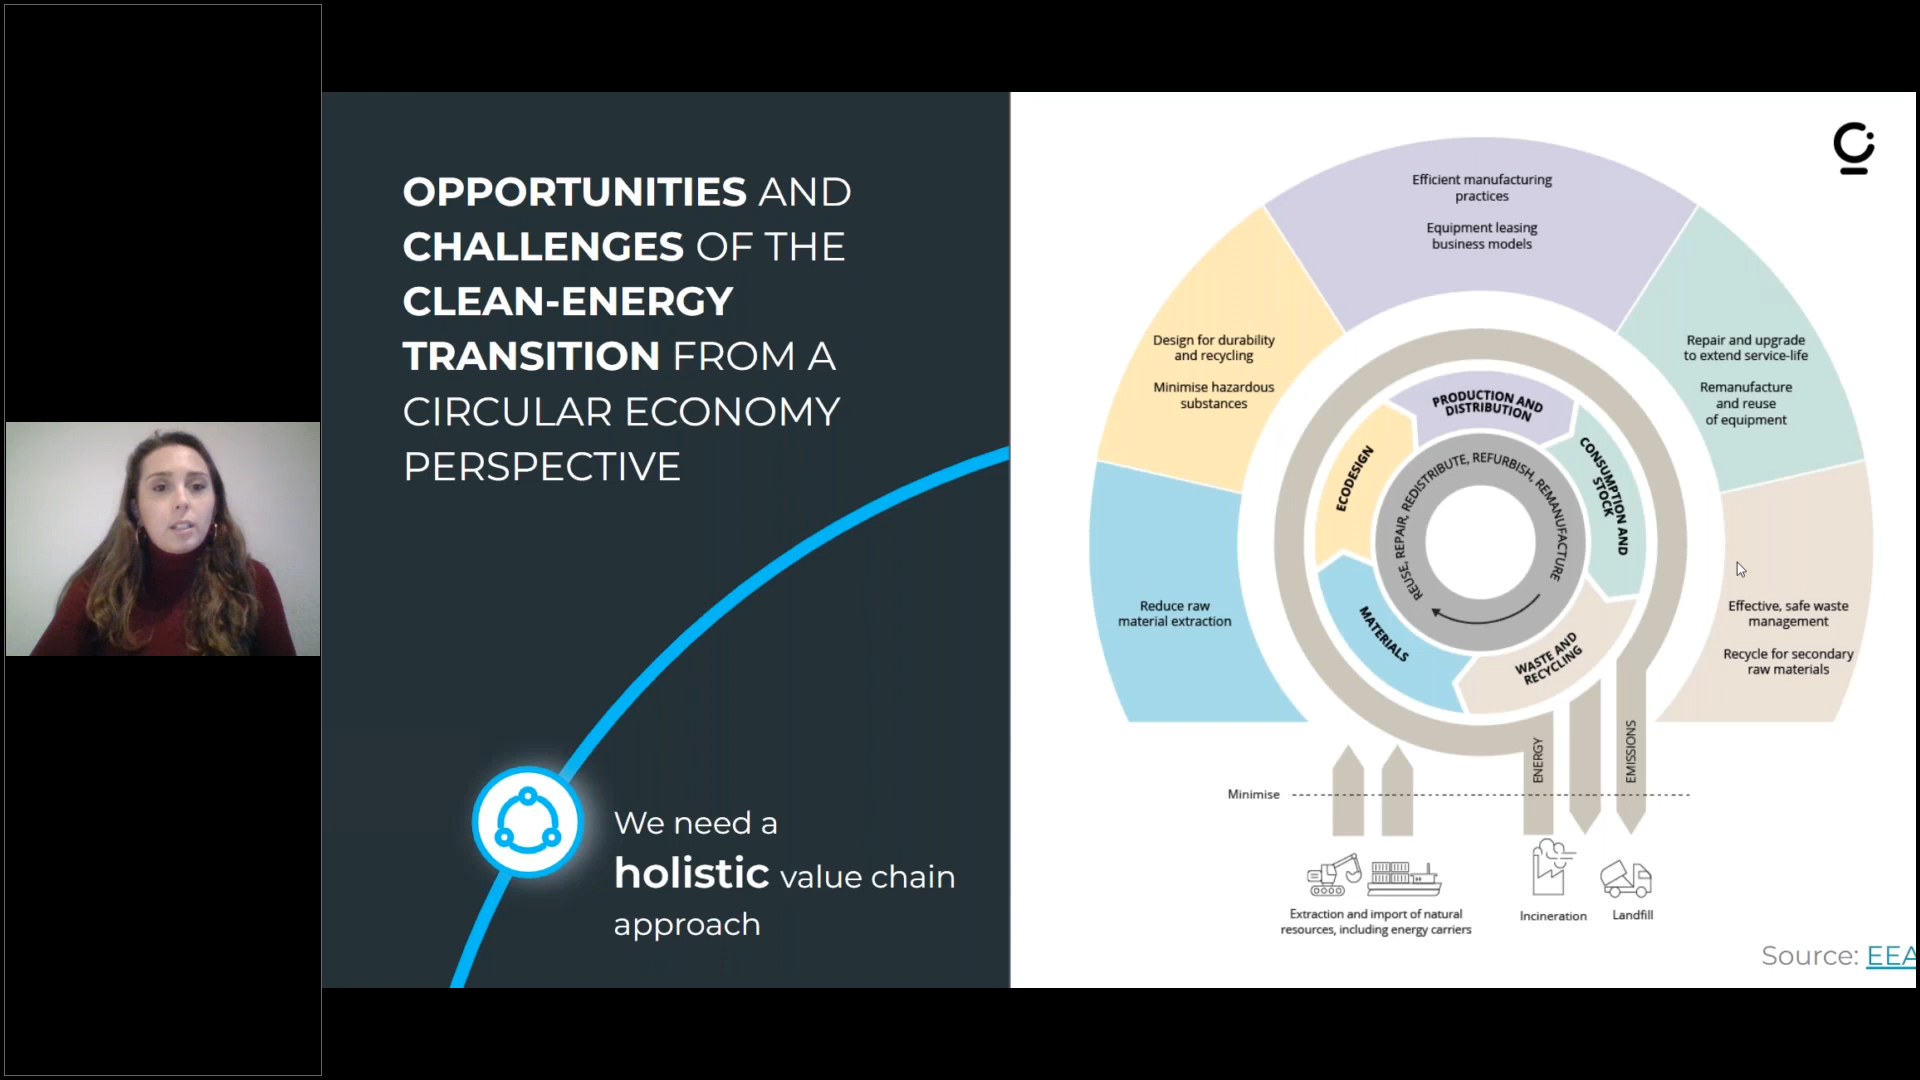 OPPORTUNITIES AND
CHALLENGES OF THE
CLEAN-ENERGY
TRANSITION FROM A
CIRCULAR ECONOMY
PERSPECTIVE
We need a
holistic value chain
approach
Efficient manufacturing
practices
Equipment leasing
business models
Design for durability
and recycling
Minimise hazardous
substances
Repair and upgrade
to extend service-life
Remanufacture
and reuse
of equipment
Reduce raw
material extraction
Effective, safe waste
management
Recycle for secondary
raw materials
PRODUCTION AND
DISTRIBUTION
ECODESIGN
CONSUMPTION AND
STOCK
MATERIALS
WASTE AND
RECYCLING
REUSE, REPAIR, REDISTRIBUTE, REFURBISH, REMANUFACTURE
ENERGY
EMISSIONS
Minimise
Extraction and import of natural
resources, including energy carriers
Incineration
Landfill
Source: EEA